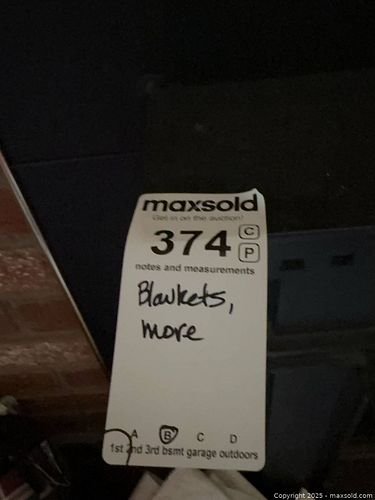 maxsold
Get in on the auction!
374 C
P
notes and measurements
Blankets,
more
A B C D
1st 2nd 3rd bsmt garage outdoors
Copyright 2025 - maxsold.com